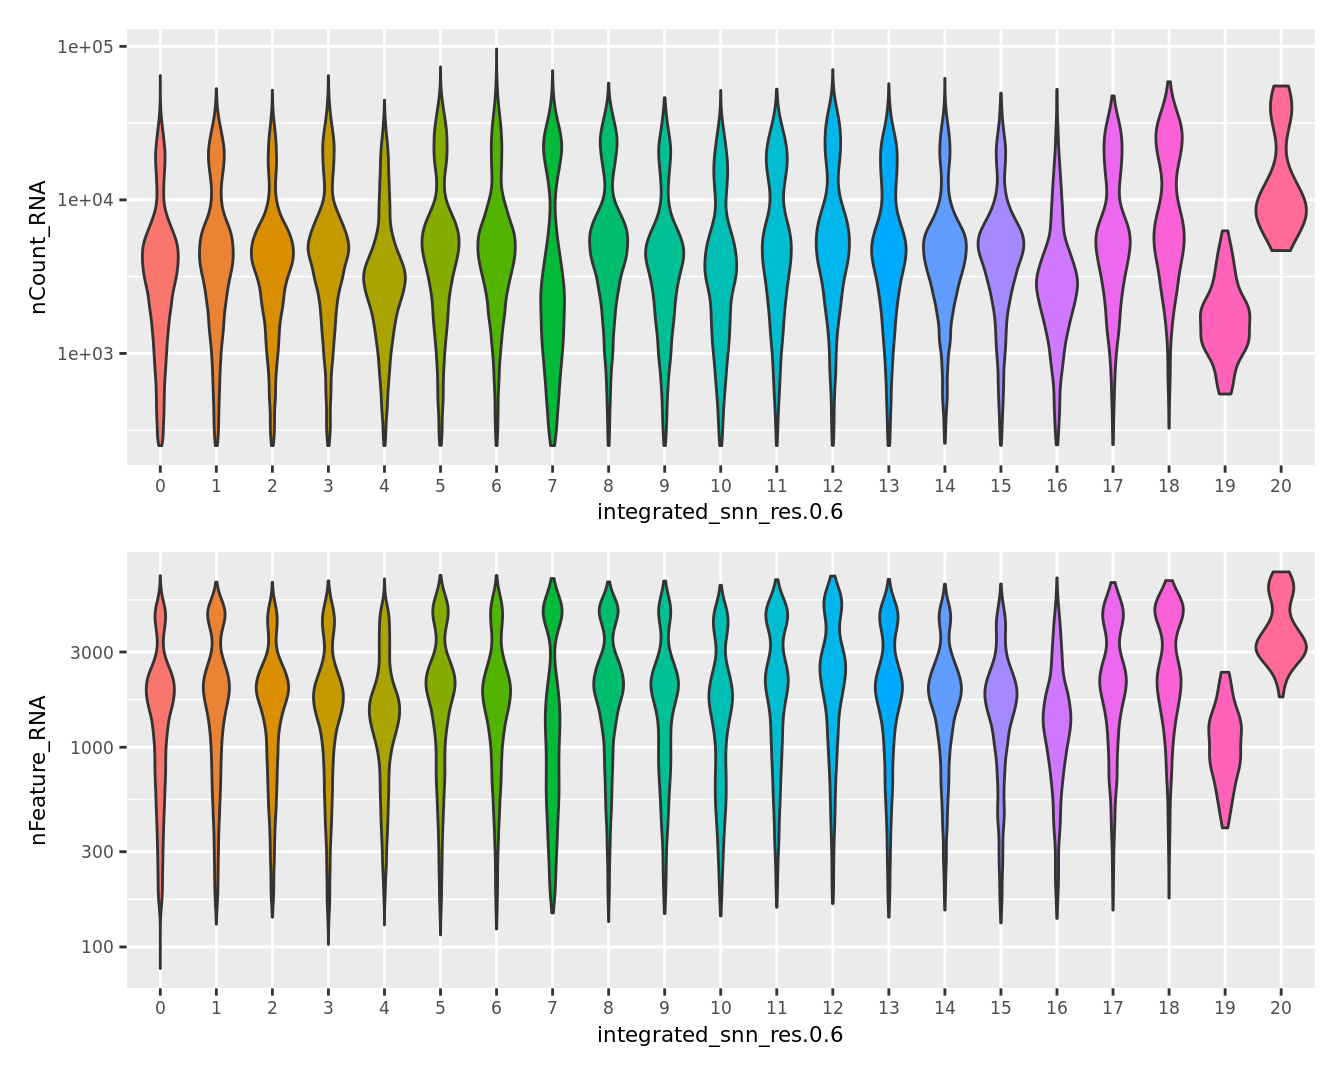 nCount_RNA
1e+05
1e+04
1e+03
0 1 2 3 4 5 6 7 8 9 10 11 12 13 14 15 16 17 18 19 20
integrated_snn_res.0.6
nFeature_RNA
3000
1000
300
100
0 1 2 3 4 5 6 7 8 9 10 11 12 13 14 15 16 17 18 19 20
integrated_snn_res.0.6